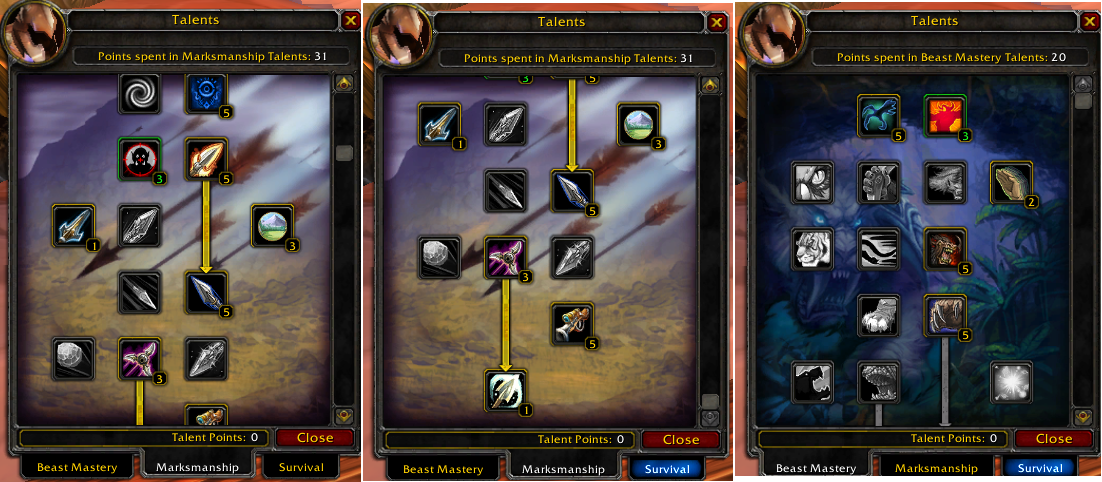 Talents
Points spent in Marksmanship Talents: 31
5
3
5
1
3
5
3
Talent Points: 0
Close
Beast Mastery
Marksmanship
Survival
Talents
Points spent in Marksmanship Talents: 31
3
5
1
3
5
3
5
1
Talent Points: 0
Close
Beast Mastery
Marksmanship
Survival
Talents
Points spent in Beast Mastery Talents: 20
5
3
2
5
5
Talent Points: 0
Close
Beast Mastery
Marksmanship
Survival